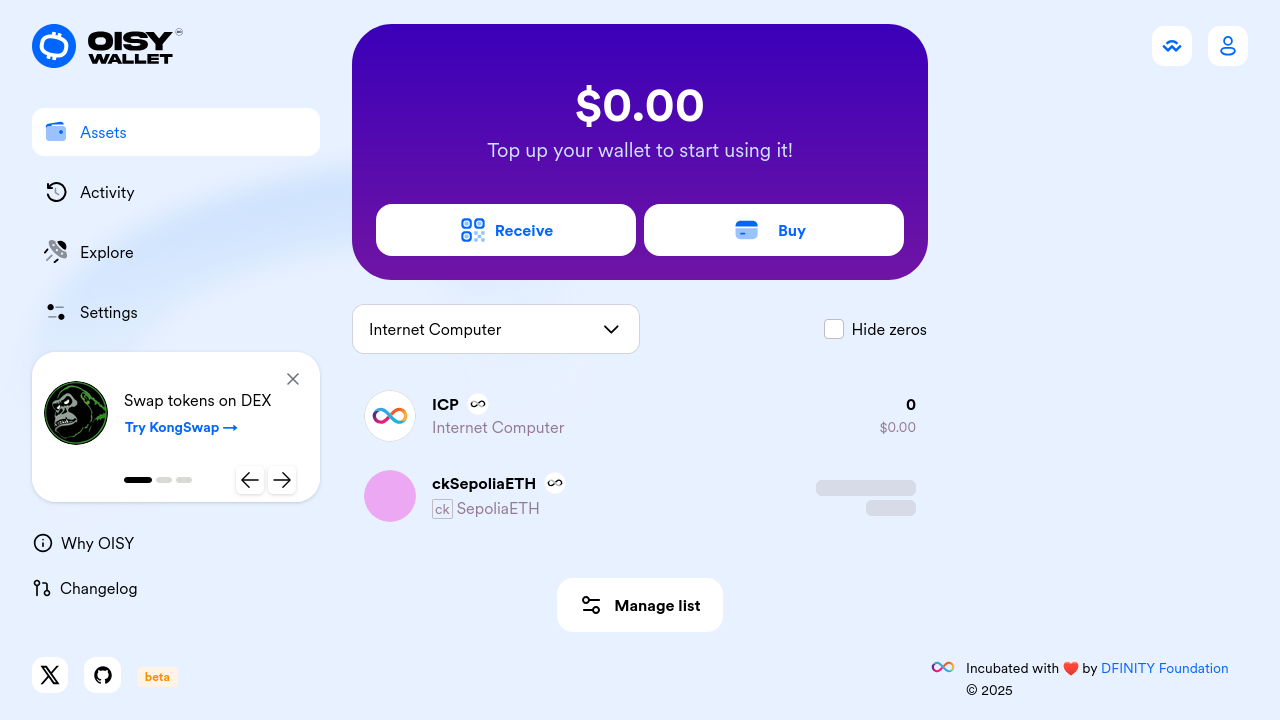 OISY
WALLET
Assets
Activity
Explore
Settings
Swap tokens on DEX
Try KongSwap →
Why OISY
Changelog
beta
$0.00
Top up your wallet to start using it!
Receive
Buy
Internet Computer
Hide zeros
ICP
0
Internet Computer
$0.00
ckSepoliaETH
ck SepoliaETH
Manage list
Incubated with ❤️ by DFINITY Foundation
© 2025